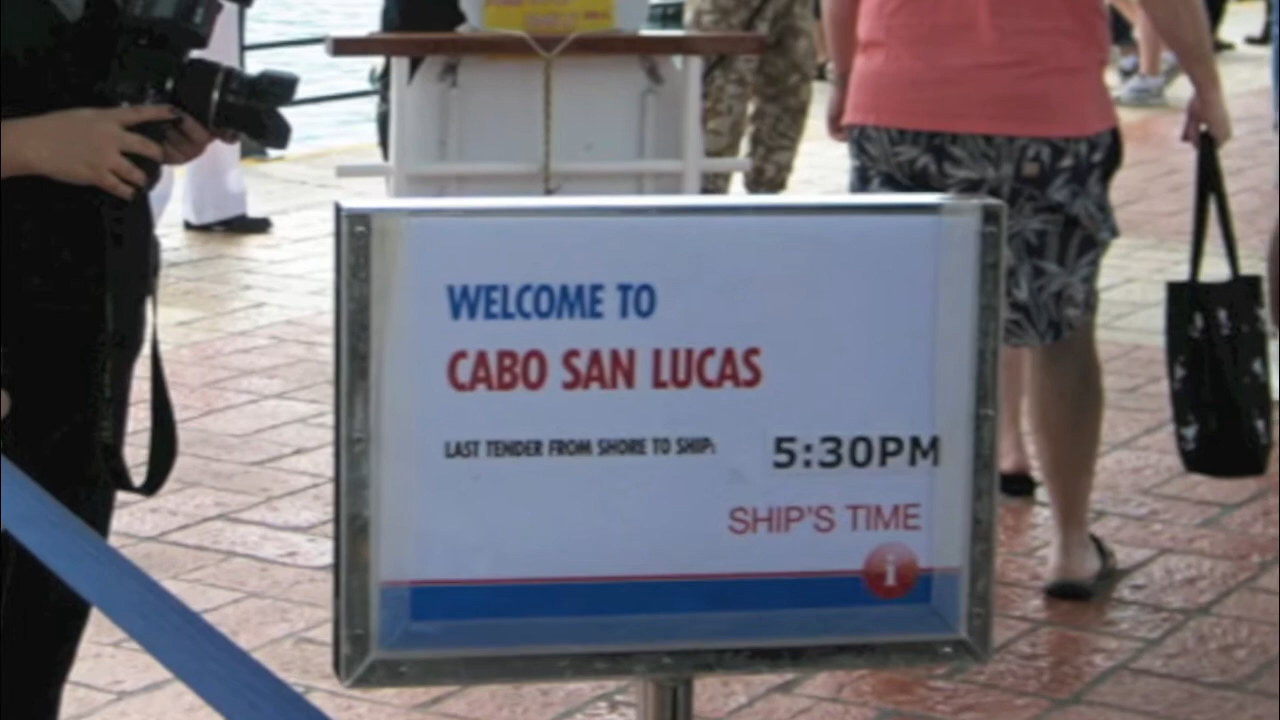 WELCOME TO
CABO SAN LUCAS
LAST TENDER FROM SHORE TO SHIP: 5:30PM
SHIP'S TIME
i